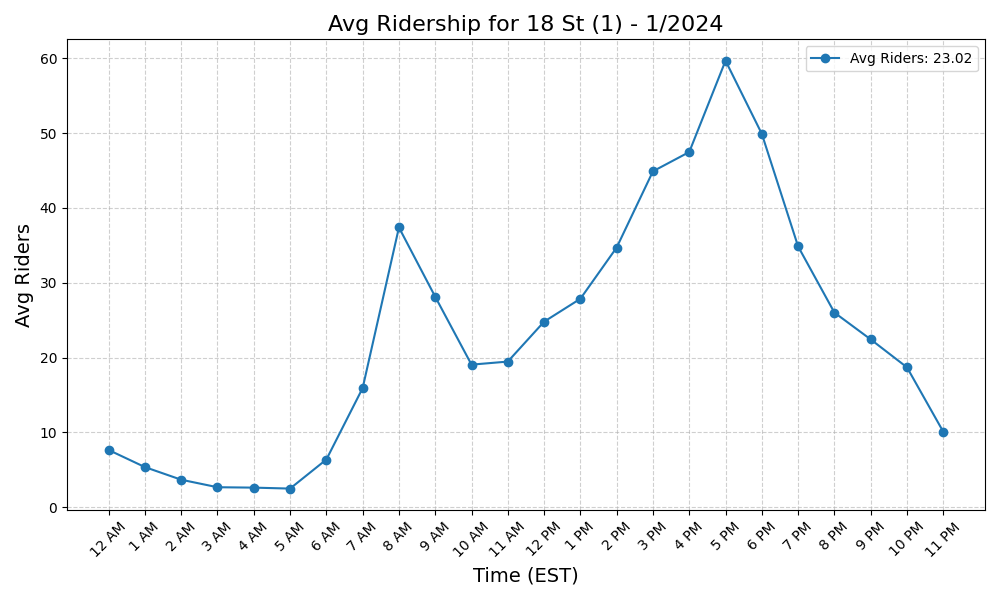 Avg Ridership for 18 St (1) - 1/2024
Avg Riders: 23.02
Avg Riders
60
50
40
30
20
10
0
12 AM 1 AM 2 AM 3 AM 4 AM 5 AM 6 AM 7 AM 8 AM 9 AM 10 AM 11 AM 12 PM 1 PM 2 PM 3 PM 4 PM 5 PM 6 PM 7 PM 8 PM 9 PM 10 PM 11 PM
Time (EST)